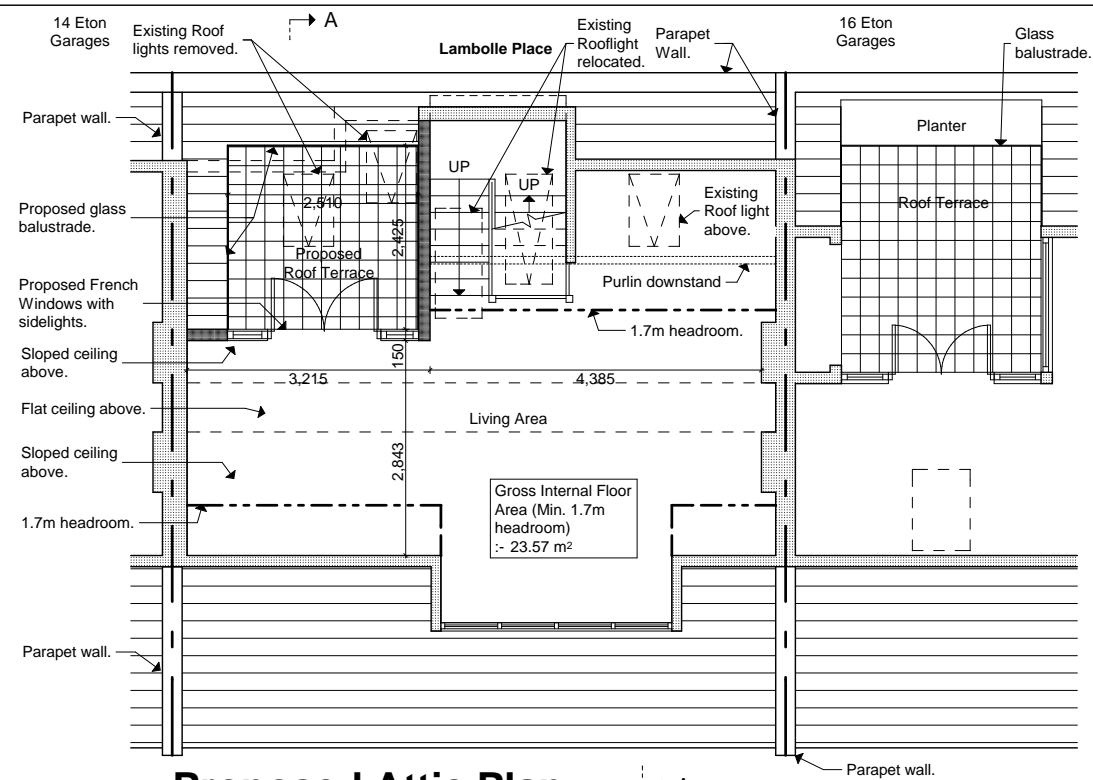 14 Eton
Garages
Existing Roof
lights removed.
A
Lambolle Place
Existing
Rooflight
relocated.
Parapet
Wall.
16 Eton
Garages
Glass
balustrade.
Parapet wall.
Planter
UP
UP
Existing
Roof light
above.
Roof Terrace
2,510
2,425
Proposed glass
balustrade.
Proposed
Roof Terrace
Purlin downstand
Proposed French
Windows with
sidelights.
1.7m headroom.
Sloped ceiling
above.
150
3,215
4,385
Flat ceiling above.
Living Area
Sloped ceiling
above.
2,843
Gross Internal Floor
Area (Min. 1.7m
headroom)
:- 23.57 m²
1.7m headroom.
Parapet wall.
Parapet wall.
Proposed Attic Plan